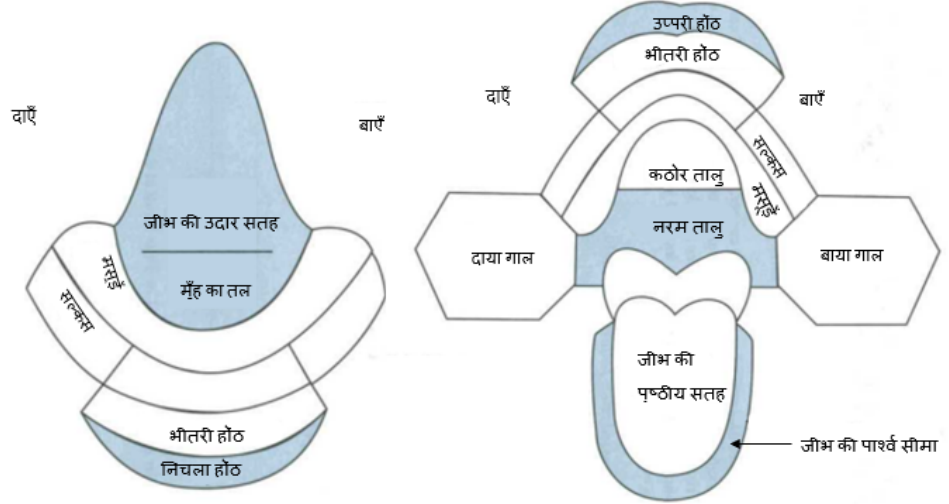 दाएँ
बाएँ
जीभ की उदार सतह
मूँह का तल
मसूड़ें
सल्कस
भीतरी होंठ
निचला होंठ
उप्परी होंठ
भीतरी होंठ
दाएँ
बाएँ
सल्कस
मसूड़ें
कठोर तालु
नरम तालु
दाया गाल
बाया गाल
जीभ की
पृष्ठीय सतह
जीभ की पार्श्व सीमा